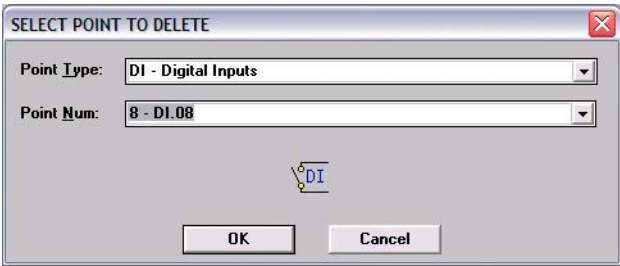 SELECT POINT TO DELETE
Point Type: DI - Digital Inputs
Point Num: 8 - DI.08
DI
OK Cancel